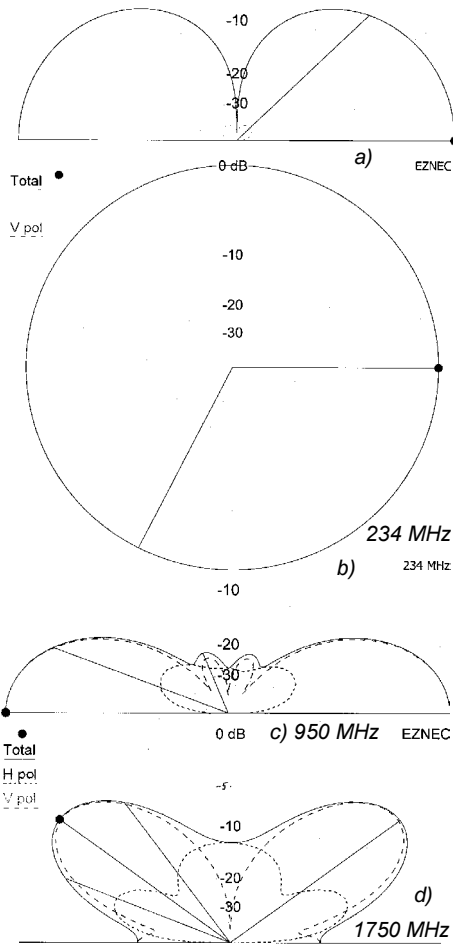 -10
-20
-30
a)
0 dB
EZNEC
Total
V pol
-10
-20
-30
234 MHz
b)
234 MHz
-10
-20
-30
0 dB
c) 950 MHz
EZNEC
Total
H pol
V pol
-5
-10
-20
-30
d)
1750 MHz